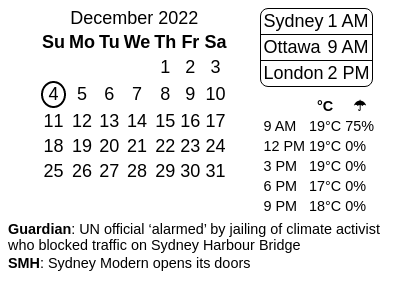 December 2022
Su Mo Tu We Th Fr Sa
1 2 3
4 5 6 7 8 9 10
11 12 13 14 15 16 17
18 19 20 21 22 23 24
25 26 27 28 29 30 31
Sydney 1 AM
Ottawa 9 AM
London 2 PM
°C ☂
9 AM 19°C 75%
12 PM 19°C 0%
3 PM 19°C 0%
6 PM 17°C 0%
9 PM 18°C 0%
Guardian: UN official ‘alarmed’ by jailing of climate activist
who blocked traffic on Sydney Harbour Bridge
SMH: Sydney Modern opens its doors